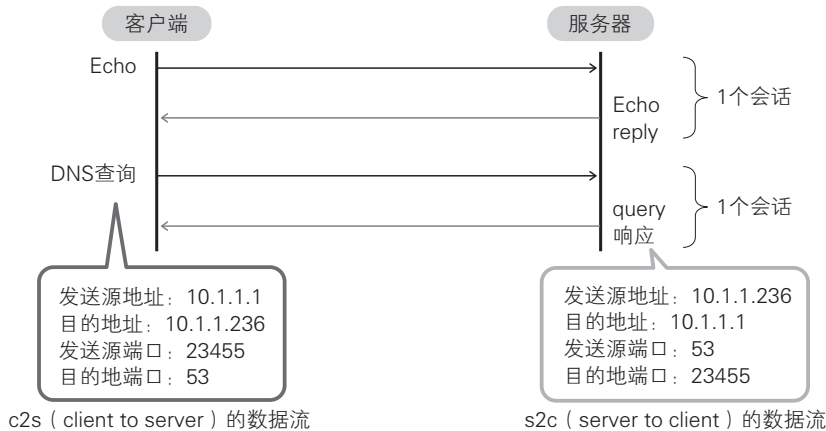 客户端
服务器
Echo
Echo
reply
1个会话
DNS查询
query
响应
1个会话
发送源地址：10.1.1.1
目的地址：10.1.1.236
发送源端口：23455
目的地端口：53
发送源地址：10.1.1.236
目的地址：10.1.1.1
发送源端口：53
目的地端口：23455
c2s（client to server）的数据流
s2c（server to client）的数据流